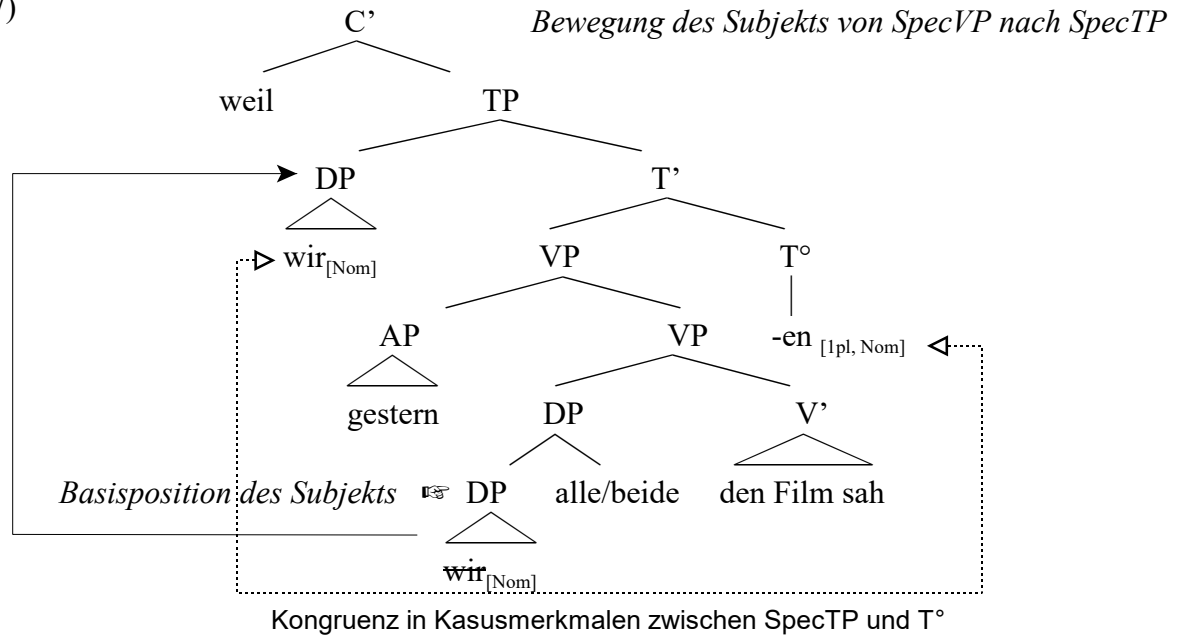 )
C’ Bewegung des Subjekts von SpecVP nach SpecTP
weil TP
DP T’
wir[Nom] VP T°
AP VP -en [1pl, Nom]
gestern DP V’
Basisposition des Subjekts ☞ DP alle/beide den Film sah
wir[Nom]
Kongruenz in Kasusmerkmalen zwischen SpecTP und T°